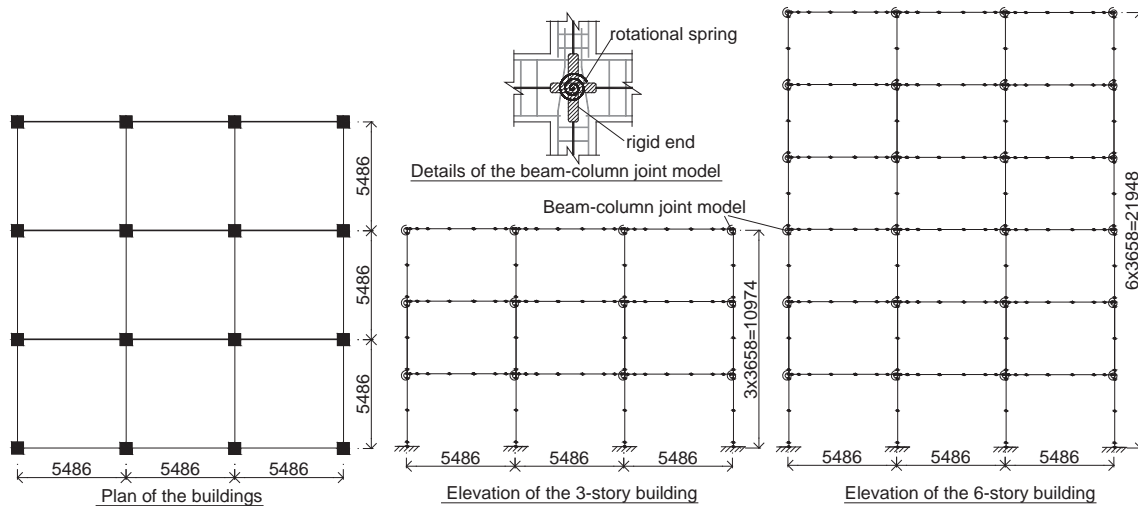 rotational spring
rigid end
Details of the beam-column joint model
Beam-column joint model
5486
5486
5486
5486
5486
5486
Plan of the buildings
3x3658=10974
5486
5486
5486
Elevation of the 3-story building
6x3658=21948
5486
5486
5486
Elevation of the 6-story building